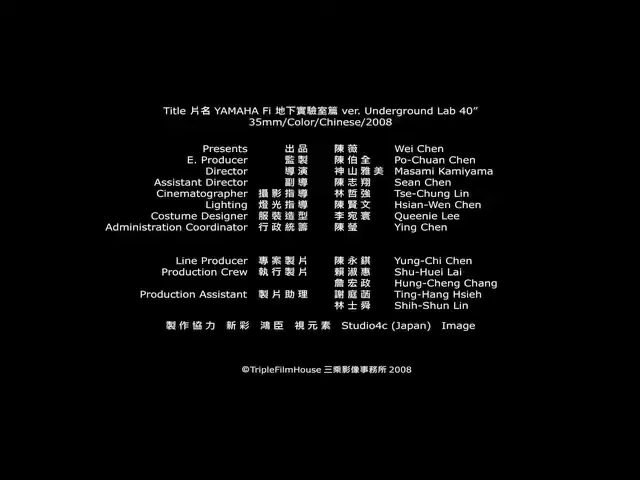 Title 片名 YAMAHA Fi 地下實驗室篇 ver. Underground Lab 40”
35mm/Color/Chinese/2008
Presents 出品 陳薇 Wei Chen
E. Producer 監製 陳伯全 Po-Chuan Chen
Director 導演 神山雅美 Masami Kamiyama
Assistant Director 副導 陳志翔 Sean Chen
Cinematographer 攝影指導 林哲強 Tse-Chung Lin
Lighting 燈光指導 陳賢文 Hsian-Wen Chen
Costume Designer 服裝造型 李宛寰 Queenie Lee
Administration Coordinator 行政統籌 陳瑩 Ying Chen
Line Producer 專案製片 陳永錤 Yung-Chi Chen
Production Crew 執行製片 賴淑惠 Shu-Huei Lai
詹宏政 Hung-Cheng Chang
Production Assistant 製片助理 謝庭菡 Ting-Hang Hsieh
林士舜 Shih-Shun Lin
製作協力 新彩 鴻臣 視元素 Studio4c (Japan) Image
©TripleFilmHouse 三乘影像事務所 2008